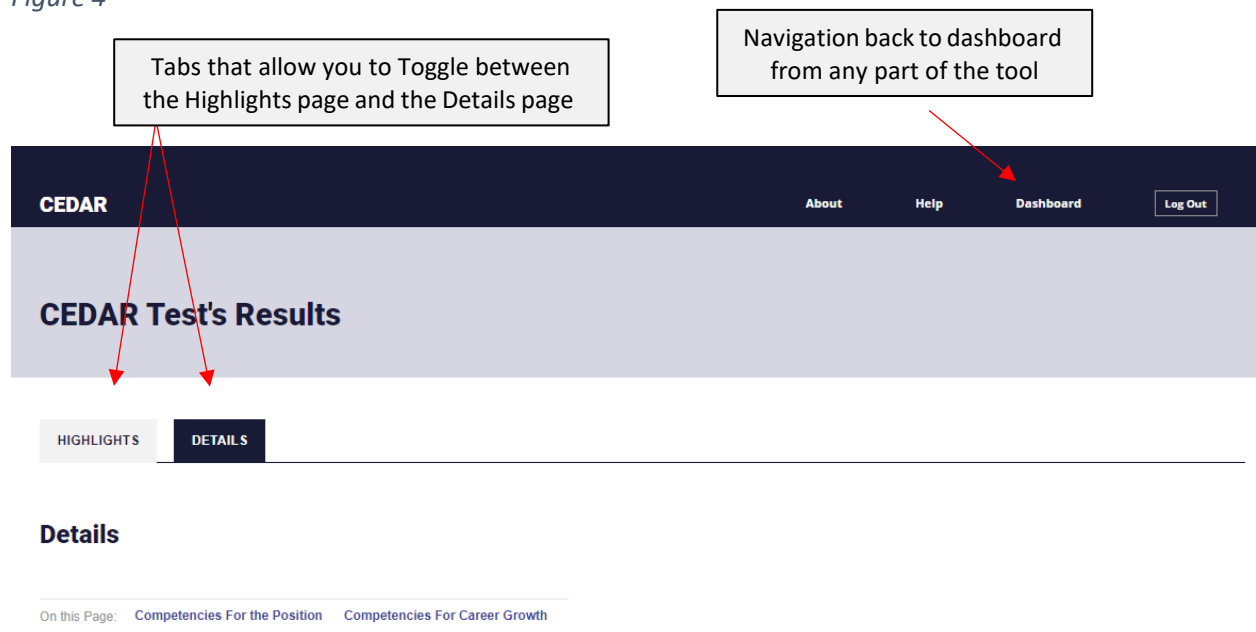 Figure 4
Navigation back to dashboard
from any part of the tool
Tabs that allow you to Toggle between
the Highlights page and the Details page
CEDAR About Help Dashboard Log Out
CEDAR Test's Results
HIGHLIGHTS DETAILS
Details
On this Page: Competencies For the Position Competencies For Career Growth